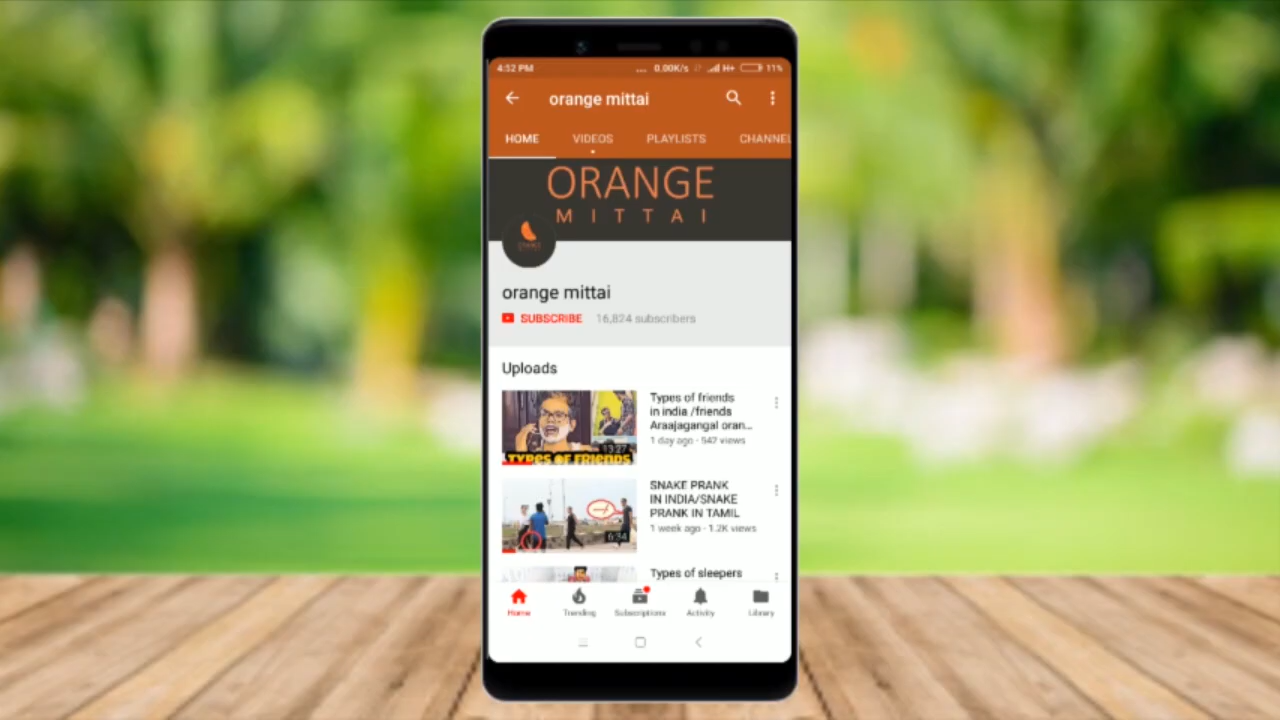 4:52 PM
... 0.00K/s H+ 11%
orange mittai
HOME VIDEOS PLAYLISTS CHANNEL
ORANGE
MITTAI
orange mittai
SUBSCRIBE 16,824 subscribers
Uploads
Types of friends
in india /friends
Araajagangal oran...
1 day ago · 542 views
13:27
TYPES OF FRIENDS
SNAKE PRANK
IN INDIA/SNAKE
PRANK IN TAMIL
1 week ago · 1.2K views
6:34
Types of sleepers
Home Trending Subscriptions Activity Library